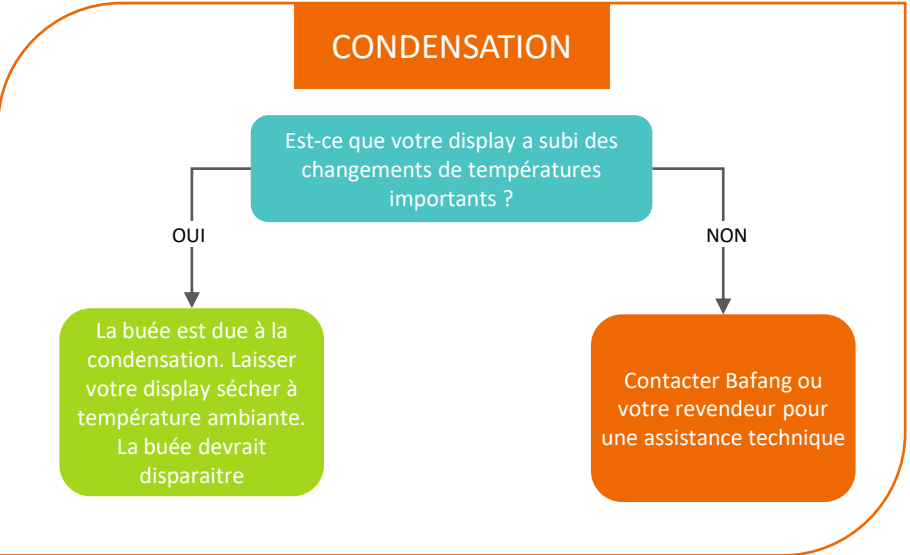 CONDENSATION
Est-ce que votre display a subi des
changements de températures
importants ?
OUI
NON
La buée est due à la
condensation. Laisser
votre display sécher à
température ambiante.
La buée devrait
disparaitre
Contacter Bafang ou
votre revendeur pour
une assistance technique